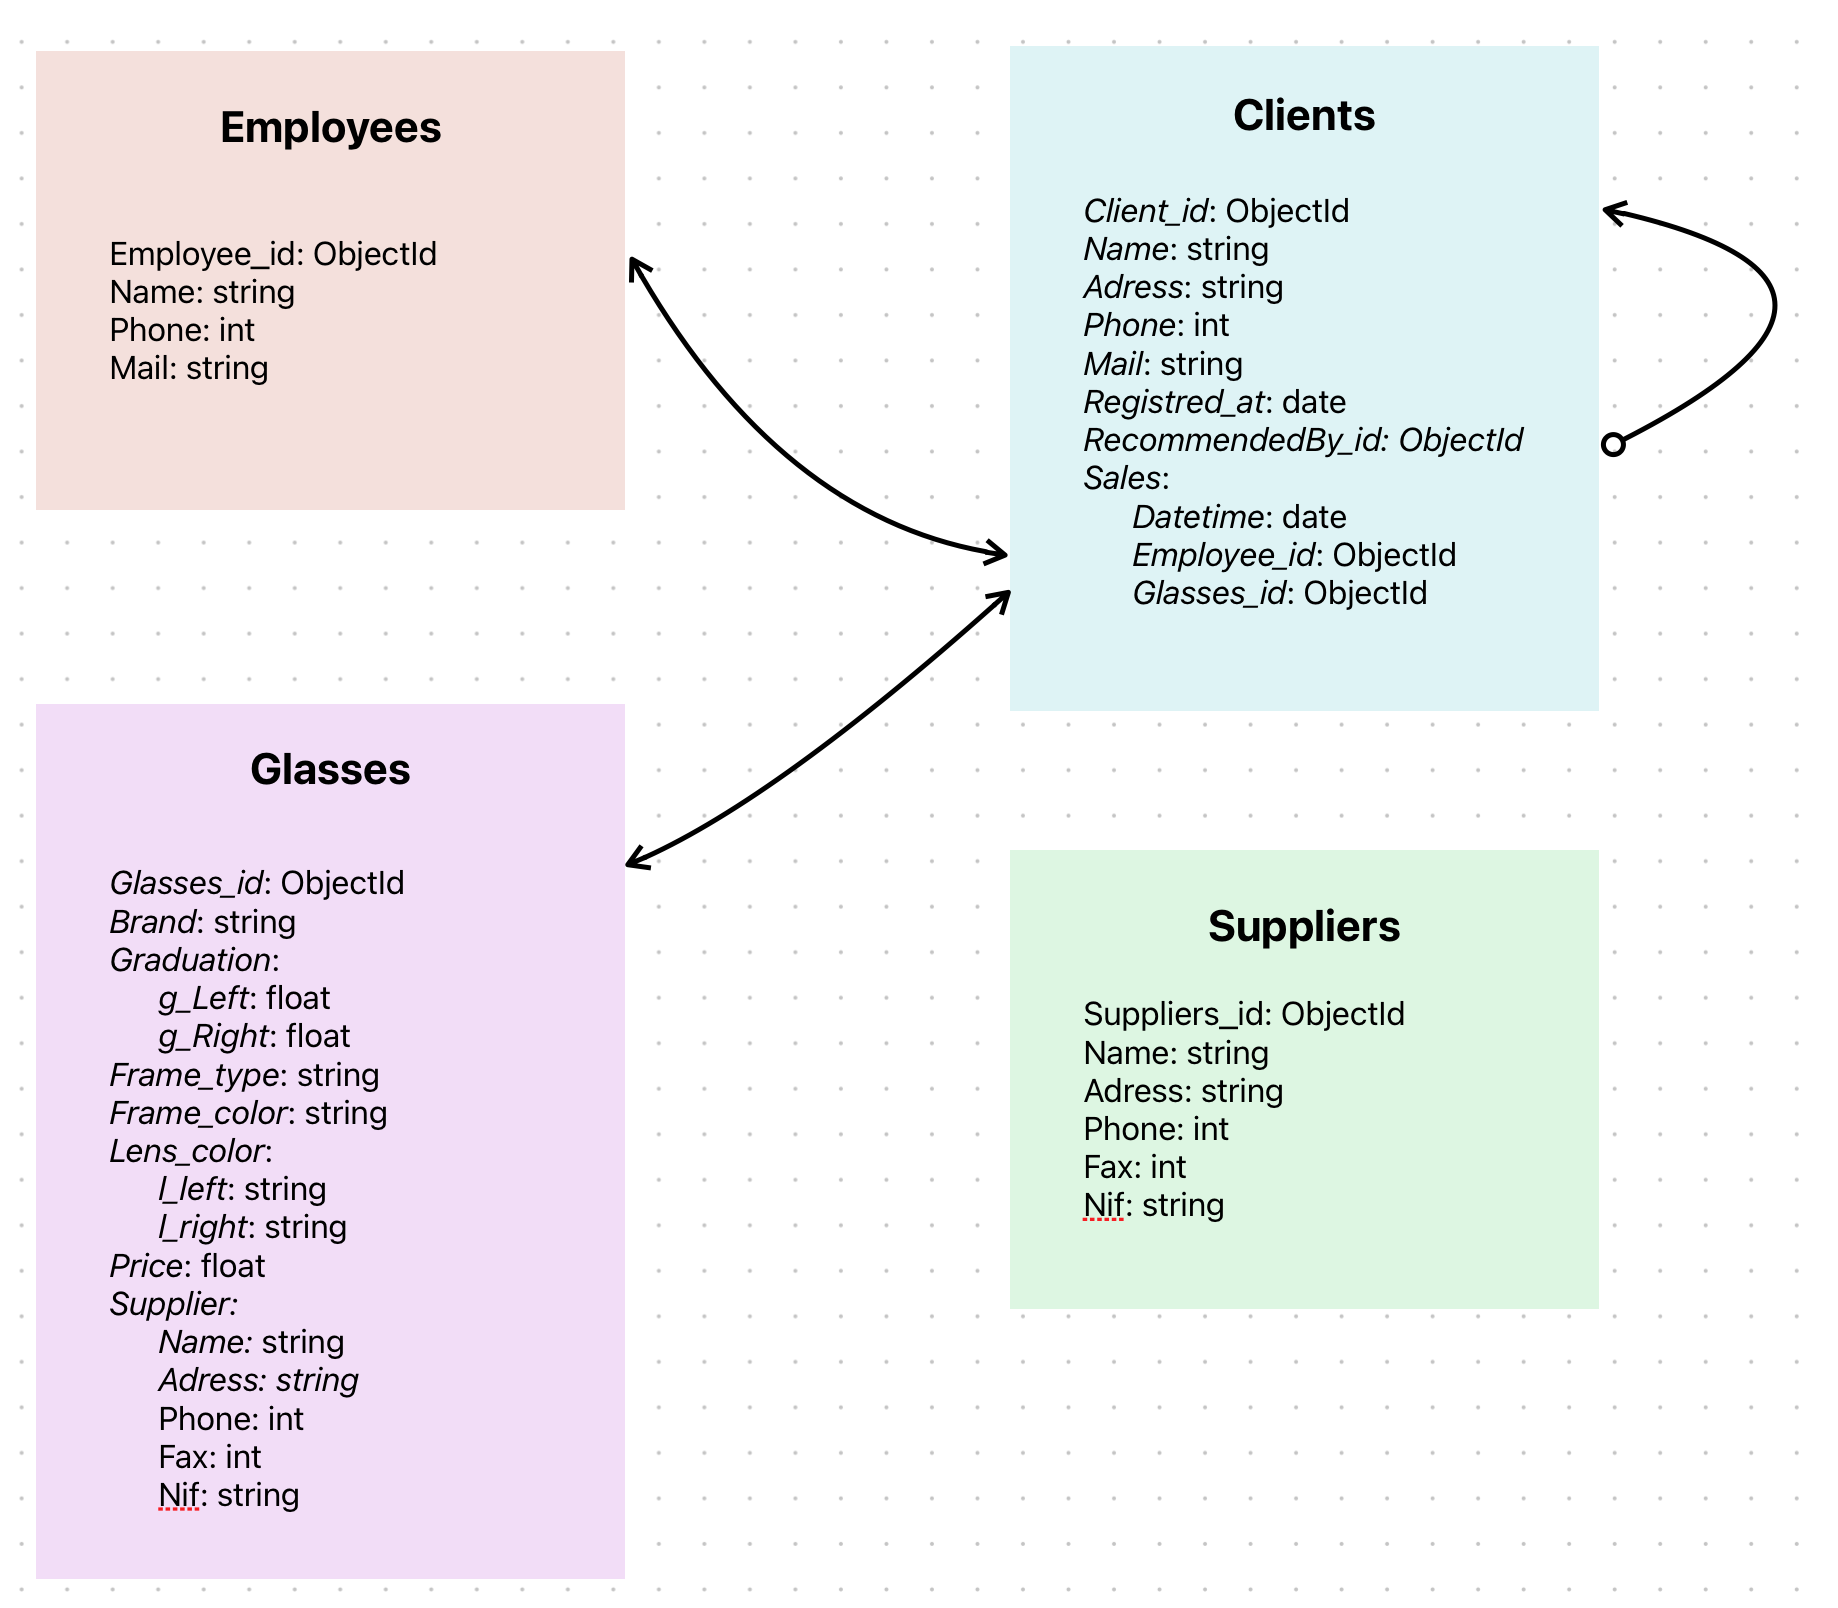 Employees
Employee_id: ObjectId
Name: string
Phone: int
Mail: string
Clients
Client_id: ObjectId
Name: string
Adress: string
Phone: int
Mail: string
Registred_at: date
RecommendedBy_id: ObjectId
Sales:
Datetime: date
Employee_id: ObjectId
Glasses_id: ObjectId
Glasses
Glasses_id: ObjectId
Brand: string
Graduation:
g_Left: float
g_Right: float
Frame_type: string
Frame_color: string
Lens_color:
l_left: string
l_right: string
Price: float
Supplier:
Name: string
Adress: string
Phone: int
Fax: int
Nif: string
Suppliers
Suppliers_id: ObjectId
Name: string
Adress: string
Phone: int
Fax: int
Nif: string